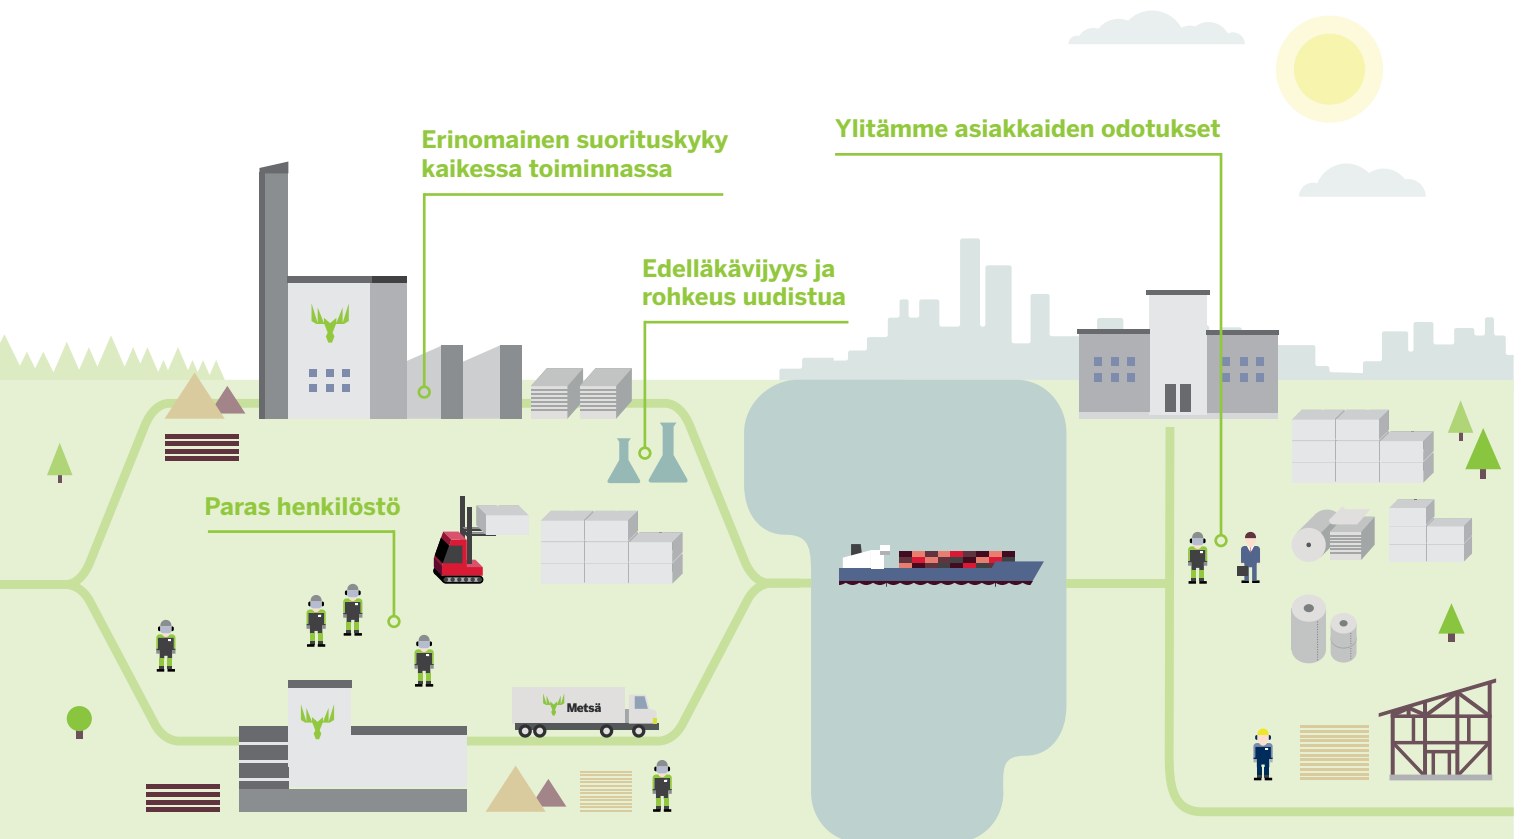 Ylitämme asiakkaiden odotukset
Erinomainen suorituskyky
kaikessa toiminnassa
Edelläkävijyys ja
rohkeus uudistua
Paras henkilöstö
Metsä